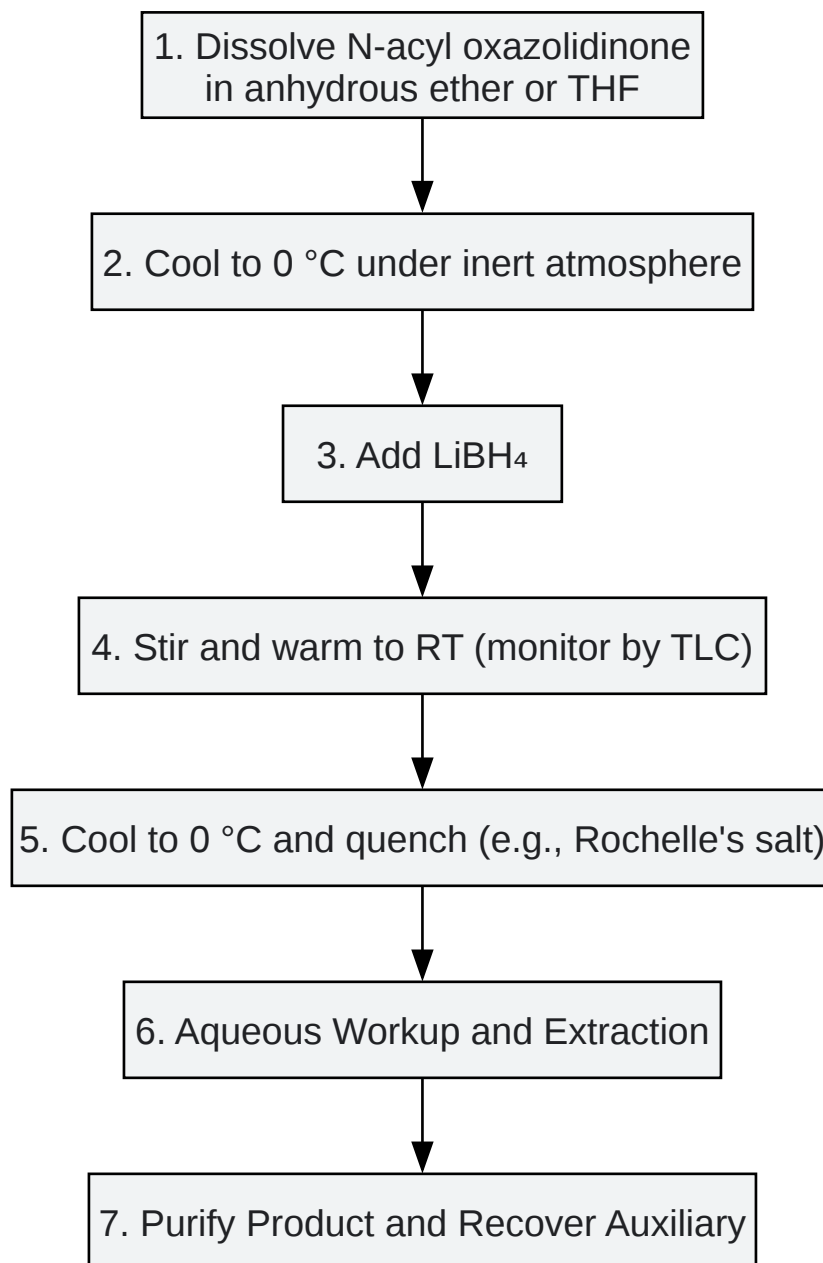 1. Dissolve N-acyl oxazolidinone
in anhydrous ether or THF
2. Cool to 0 °C under inert atmosphere
3. Add LiBH₄
4. Stir and warm to RT (monitor by TLC)
5. Cool to 0 °C and quench (e.g., Rochelle's salt)
6. Aqueous Workup and Extraction
7. Purify Product and Recover Auxiliary